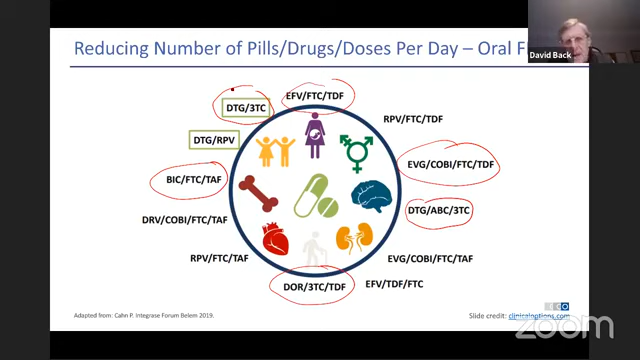 Reducing Number of Pills/Drugs/Doses Per Day – Oral F
David Back
EFV/FTC/TDF
DTG/3TC
RPV/FTC/TDF
DTG/RPV
EVG/COBI/FTC/TDF
BIC/FTC/TAF
DTG/ABC/3TC
DRV/COBI/FTC/TAF
RPV/FTC/TAF
EVG/COBI/FTC/TAF
DOR/3TC/TDF
EFV/TDF/FTC
Adapted from: Cahn P. Integrase Forum Belem 2019.
Slide credit: clinicaloptions.com
zoom